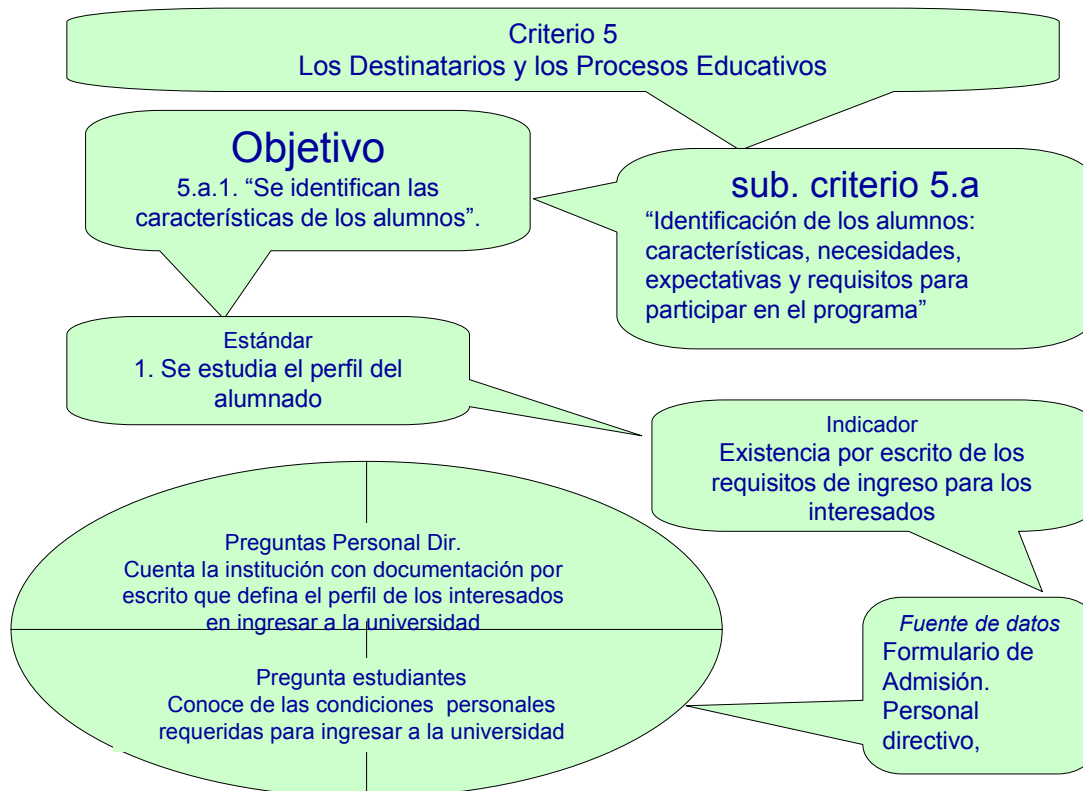 Criterio 5
Los Destinatarios y los Procesos Educativos
sub. criterio 5.a
“Identificación de los alumnos:
características, necesidades,
expectativas y requisitos para
participar en el programa”
Objetivo
5.a.1. “Se identifican las
características de los alumnos”.
Estándar
1. Se estudia el perfil del
alumnado
Indicador
Existencia por escrito de los
requisitos de ingreso para los
interesados
Fuente de datos
Formulario de
Admisión.
Personal
directivo,
Preguntas Personal Dir.
Cuenta la institución con documentación por
escrito que defina el perfil de los interesados
en ingresar a la universidad
Pregunta estudiantes
Conoce de las condiciones personales
requeridas para ingresar a la universidad